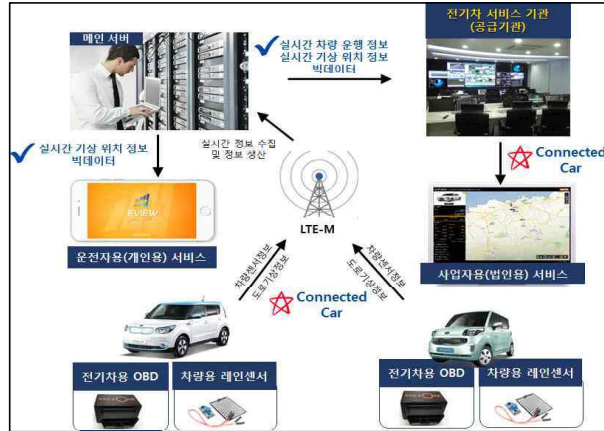 메인 서버
실시간 차량 운행 정보
실시간 기상 위치 정보
빅데이터
전기차 서비스 기관
(공급기관)
실시간 기상 위치 정보
빅데이터
실시간 정보 수집
및 정보 생산
Connected
Car
EVIEW
LTE-M
운전자용(개인용) 서비스
사업자용(법인용) 서비스
차량센서정보
도로기상정보
차량센서정보
도로기상정보
Connected
Car
전기차용 OBD
차량용 레인센서
전기차용 OBD
차량용 레인센서